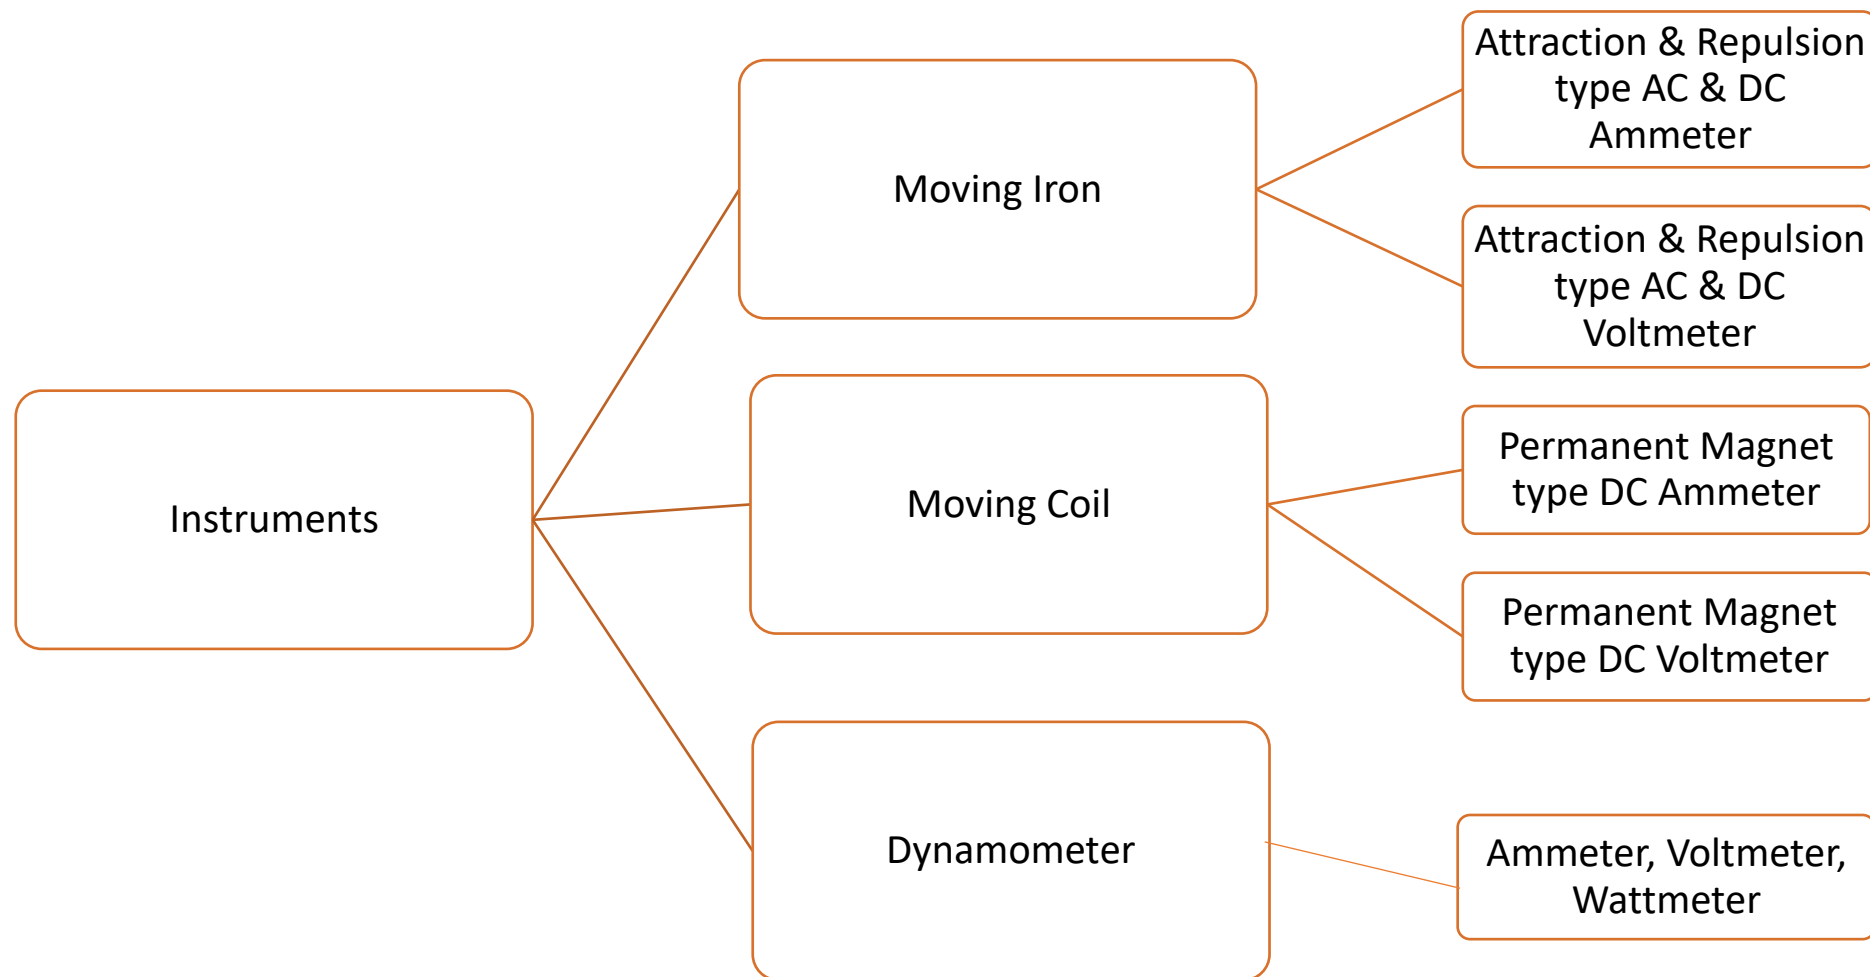 Instruments
Moving Iron
Attraction & Repulsion
type AC & DC
Ammeter
Attraction & Repulsion
type AC & DC
Voltmeter
Moving Coil
Permanent Magnet
type DC Ammeter
Permanent Magnet
type DC Voltmeter
Dynamometer
Ammeter, Voltmeter,
Wattmeter